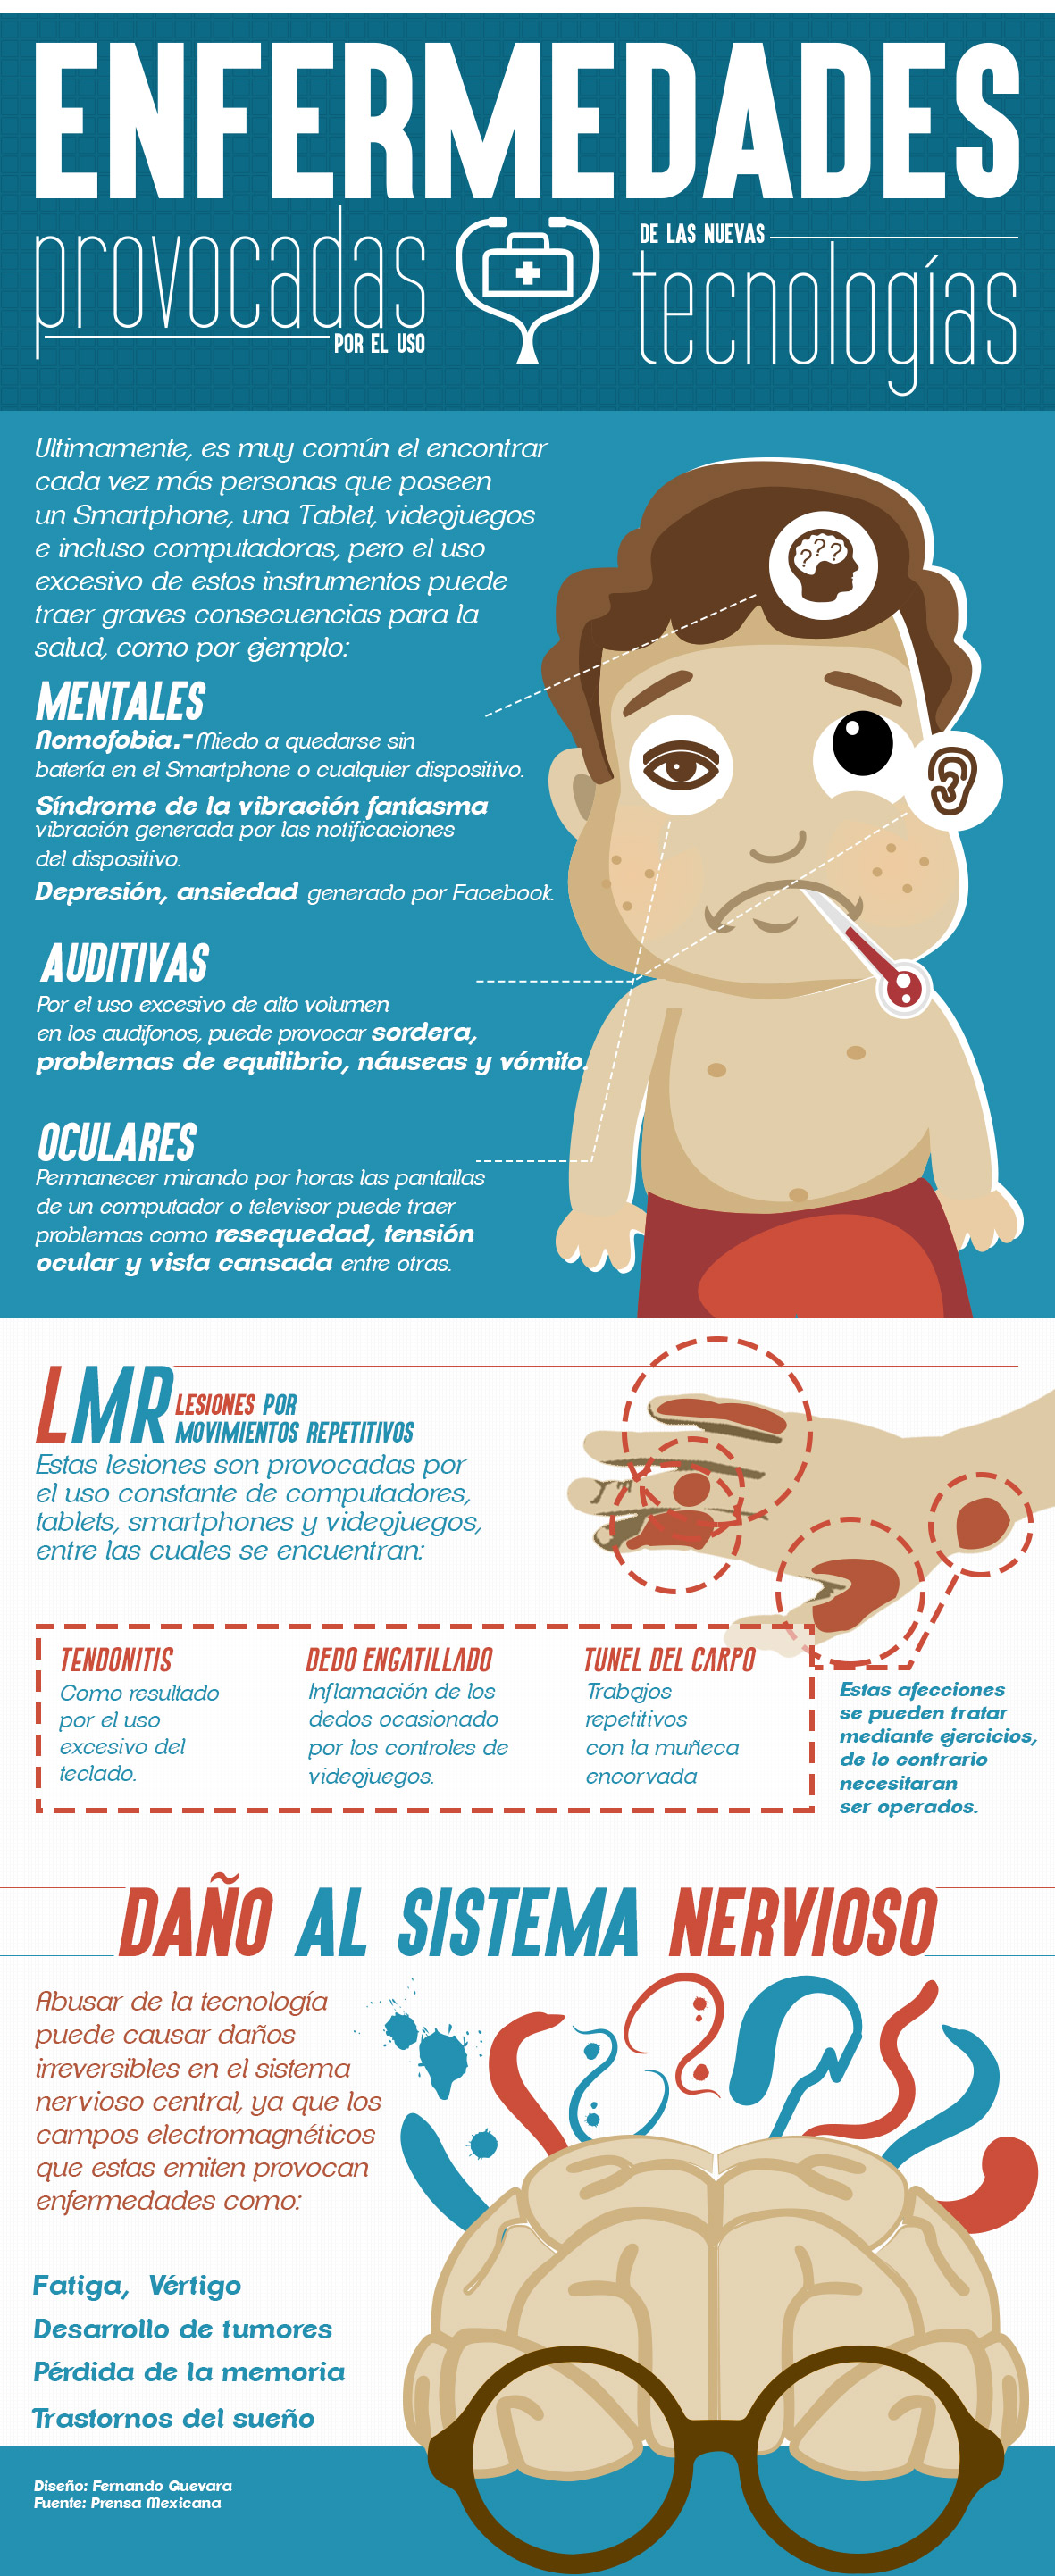 ENFERMEDADES
provocadas
POR EL USO
DE LAS NUEVAS
tecnologías
Ultimamente, es muy común el encontrar
cada vez más personas que poseen
un Smartphone, una Tablet, videojuegos
e incluso computadoras, pero el uso
excesivo de estos instrumentos puede
traer graves consecuencias para la
salud, como por ejemplo:
???
MENTALES
Nomofobia.- Miedo a quedarse sin
batería en el Smartphone o cualquier dispositivo.
Síndrome de la vibración fantasma
vibración generada por las notificaciones
del dispositivo.
Depresión, ansiedad generado por Facebook.
AUDITIVAS
Por el uso excesivo de alto volumen
en los audifonos, puede provocar sordera,
problemas de equilibrio, náuseas y vómito.
OCULARES
Permanecer mirando por horas las pantallas
de un computador o televisor puede traer
problemas como resequedad, tensión
ocular y vista cansada entre otras.
LMR LESIONES POR
MOVIMIENTOS REPETITIVOS
Estas lesiones son provocadas por
el uso constante de computadores,
tablets, smartphones y videojuegos,
entre las cuales se encuentran:
TENDONITIS
Como resultado
por el uso
excesivo del
teclado.
DEDO ENGATILLADO
Inflamación de los
dedos ocasionado
por los controles de
videojuegos.
TUNEL DEL CARPO
Trabajos
repetitivos
con la muñeca
encorvada
Estas afecciones
se pueden tratar
mediante ejercicios,
de lo contrario
necesitaran
ser operados.
DAÑO AL SISTEMA NERVIOSO
Abusar de la tecnología
puede causar daños
irreversibles en el sistema
nervioso central, ya que los
campos electromagnéticos
que estas emiten provocan
enfermedades como:
Fatiga, Vértigo
Desarrollo de tumores
Pérdida de la memoria
Trastornos del sueño
Diseño: Fernando Guevara
Fuente: Prensa Mexicana